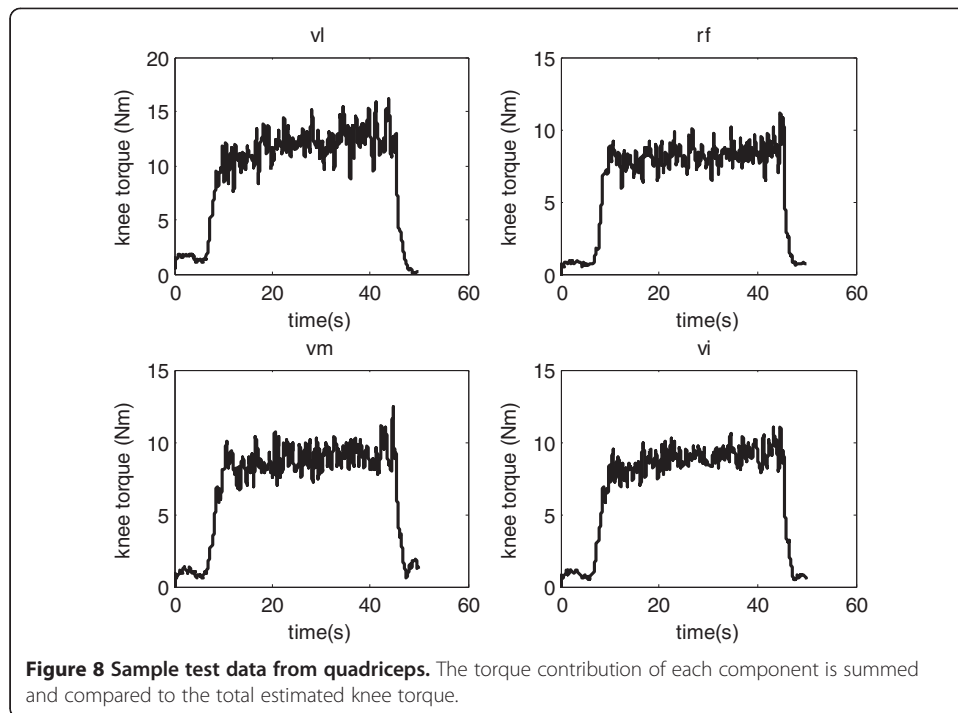 vl
rf
20
15
10
5
0
knee torque (Nm)
0 20 40 60
time(s)
15
10
5
0
knee torque (Nm)
0 20 40 60
time(s)
vm
vi
15
10
5
0
knee torque (Nm)
0 20 40 60
time(s)
15
10
5
0
knee torque (Nm)
0 20 40 60
time(s)
Figure 8 Sample test data from quadriceps. The torque contribution of each component is summed
and compared to the total estimated knee torque.